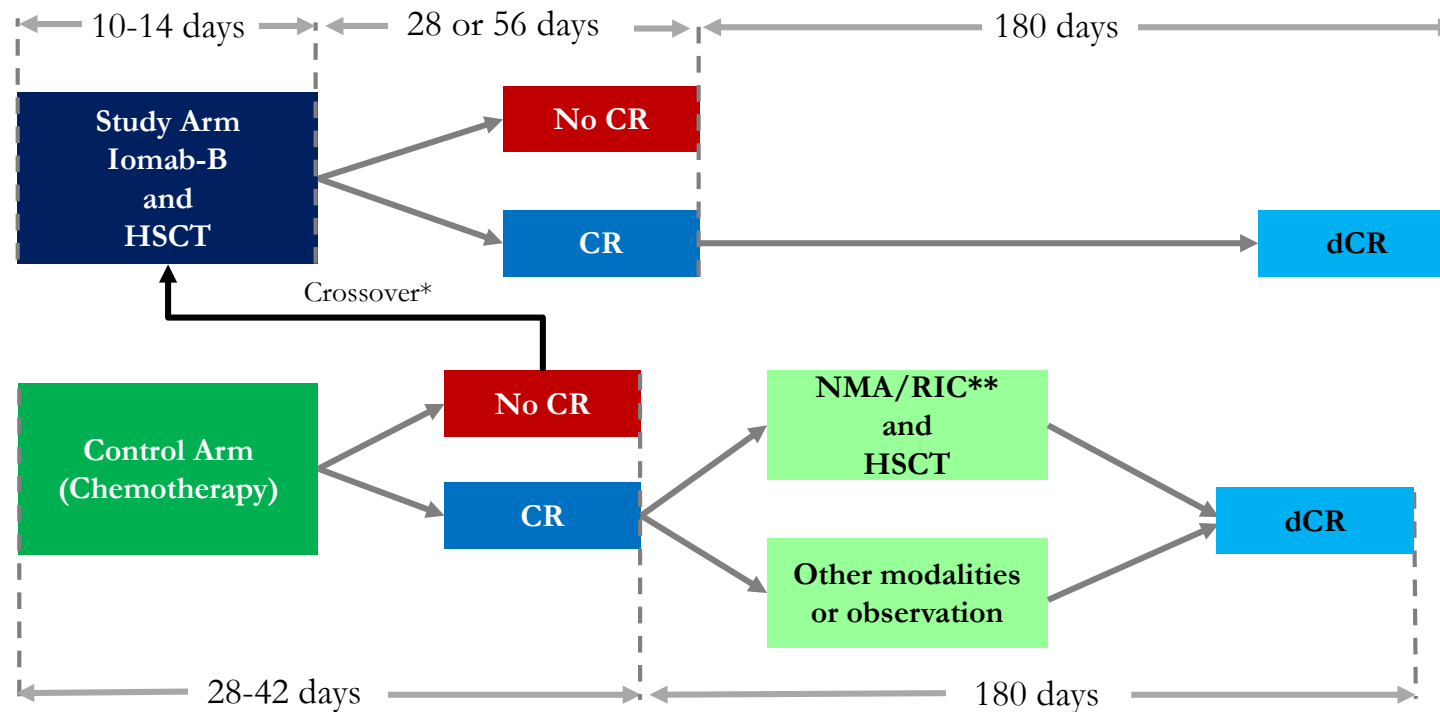 10-14 days
28 or 56 days
180 days
Study Arm
Iomab-B
and
HSCT
No CR
CR
dCR
Crossover*
Control Arm
(Chemotherapy)
No CR
CR
NMA/RIC**
and
HSCT
Other modalities
or observation
dCR
28-42 days
180 days